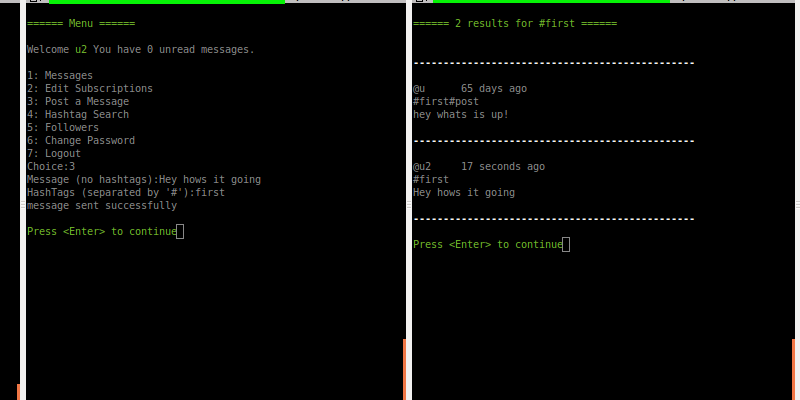 ====== Menu ======
Welcome u2 You have 0 unread messages.
1: Messages
2: Edit Subscriptions
3: Post a Message
4: Hashtag Search
5: Followers
6: Change Password
7: Logout
Choice:3
Message (no hashtags):Hey hows it going
HashTags (separated by '#'):first
message sent successfully
Press <Enter> to continue
====== 2 results for #first ======
-----------------------------------------------
@u      65 days ago
#first#post
hey whats is up!
-----------------------------------------------
@u2     17 seconds ago
#first
Hey hows it going
-----------------------------------------------
Press <Enter> to continue